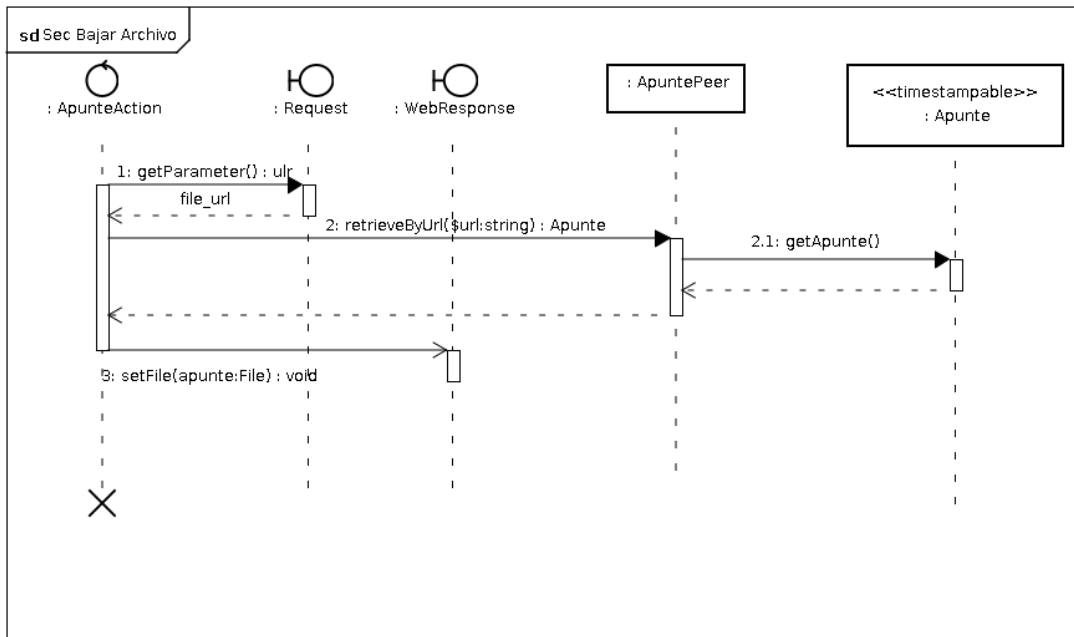 sd Sec Bajar Archivo
: ApunteAction
: Request
: WebResponse
: ApuntePeer
<<timestampable>>
: Apunte
1: getParameter() : ulr
file_url
2: retrieveByUrl($url:string) : Apunte
2.1: getApunte()
3: setFile(apunte:File) : void